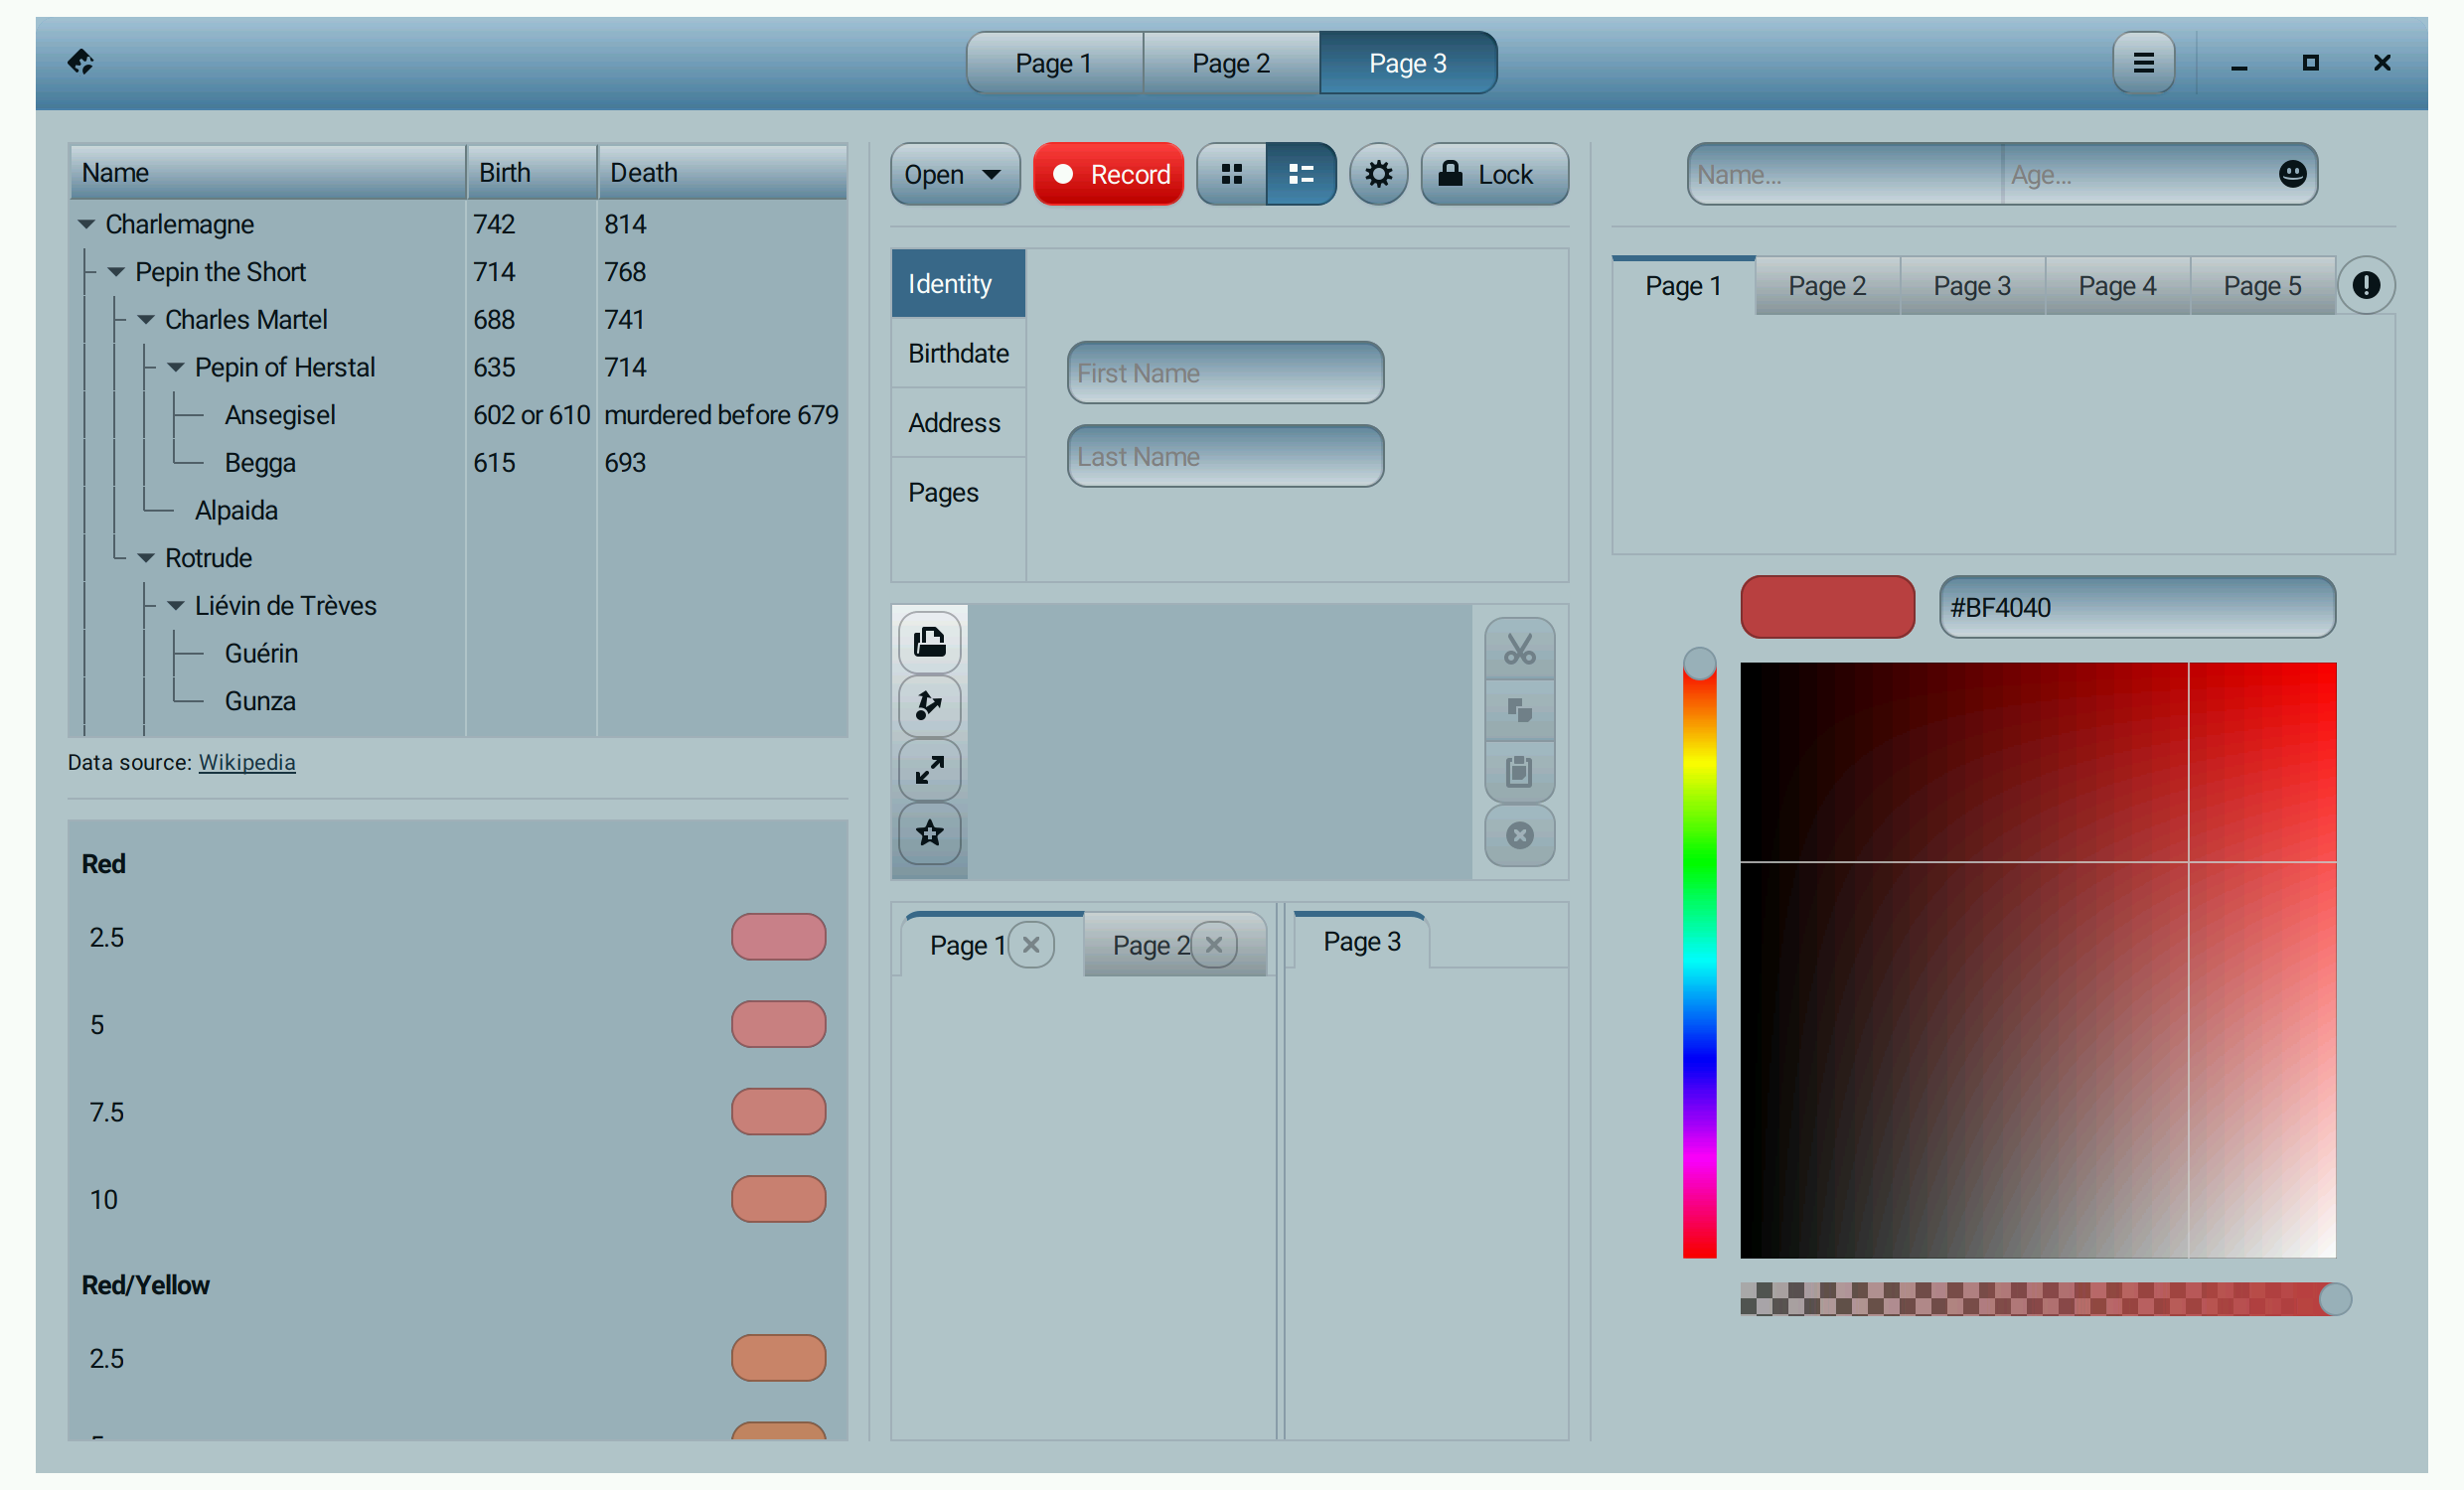 Page 1 Page 2 Page 3
Name Birth Death
Charlemagne 742 814
Pepin the Short 714 768
Charles Martel 688 741
Pepin of Herstal 635 714
Ansegisel 602 or 610 murdered before 679
Begga 615 693
Alpaida
Rotrude
Liévin de Trèves
Guérin
Gunza
Data source: Wikipedia
Red
2.5
5
7.5
10
Red/Yellow
2.5
Open Record Lock
Identity
Birthdate
Address
Pages
First Name
Last Name
Page 1 Page 2 Page 3
Name... Age...
Page 1 Page 2 Page 3 Page 4 Page 5
#BF4040